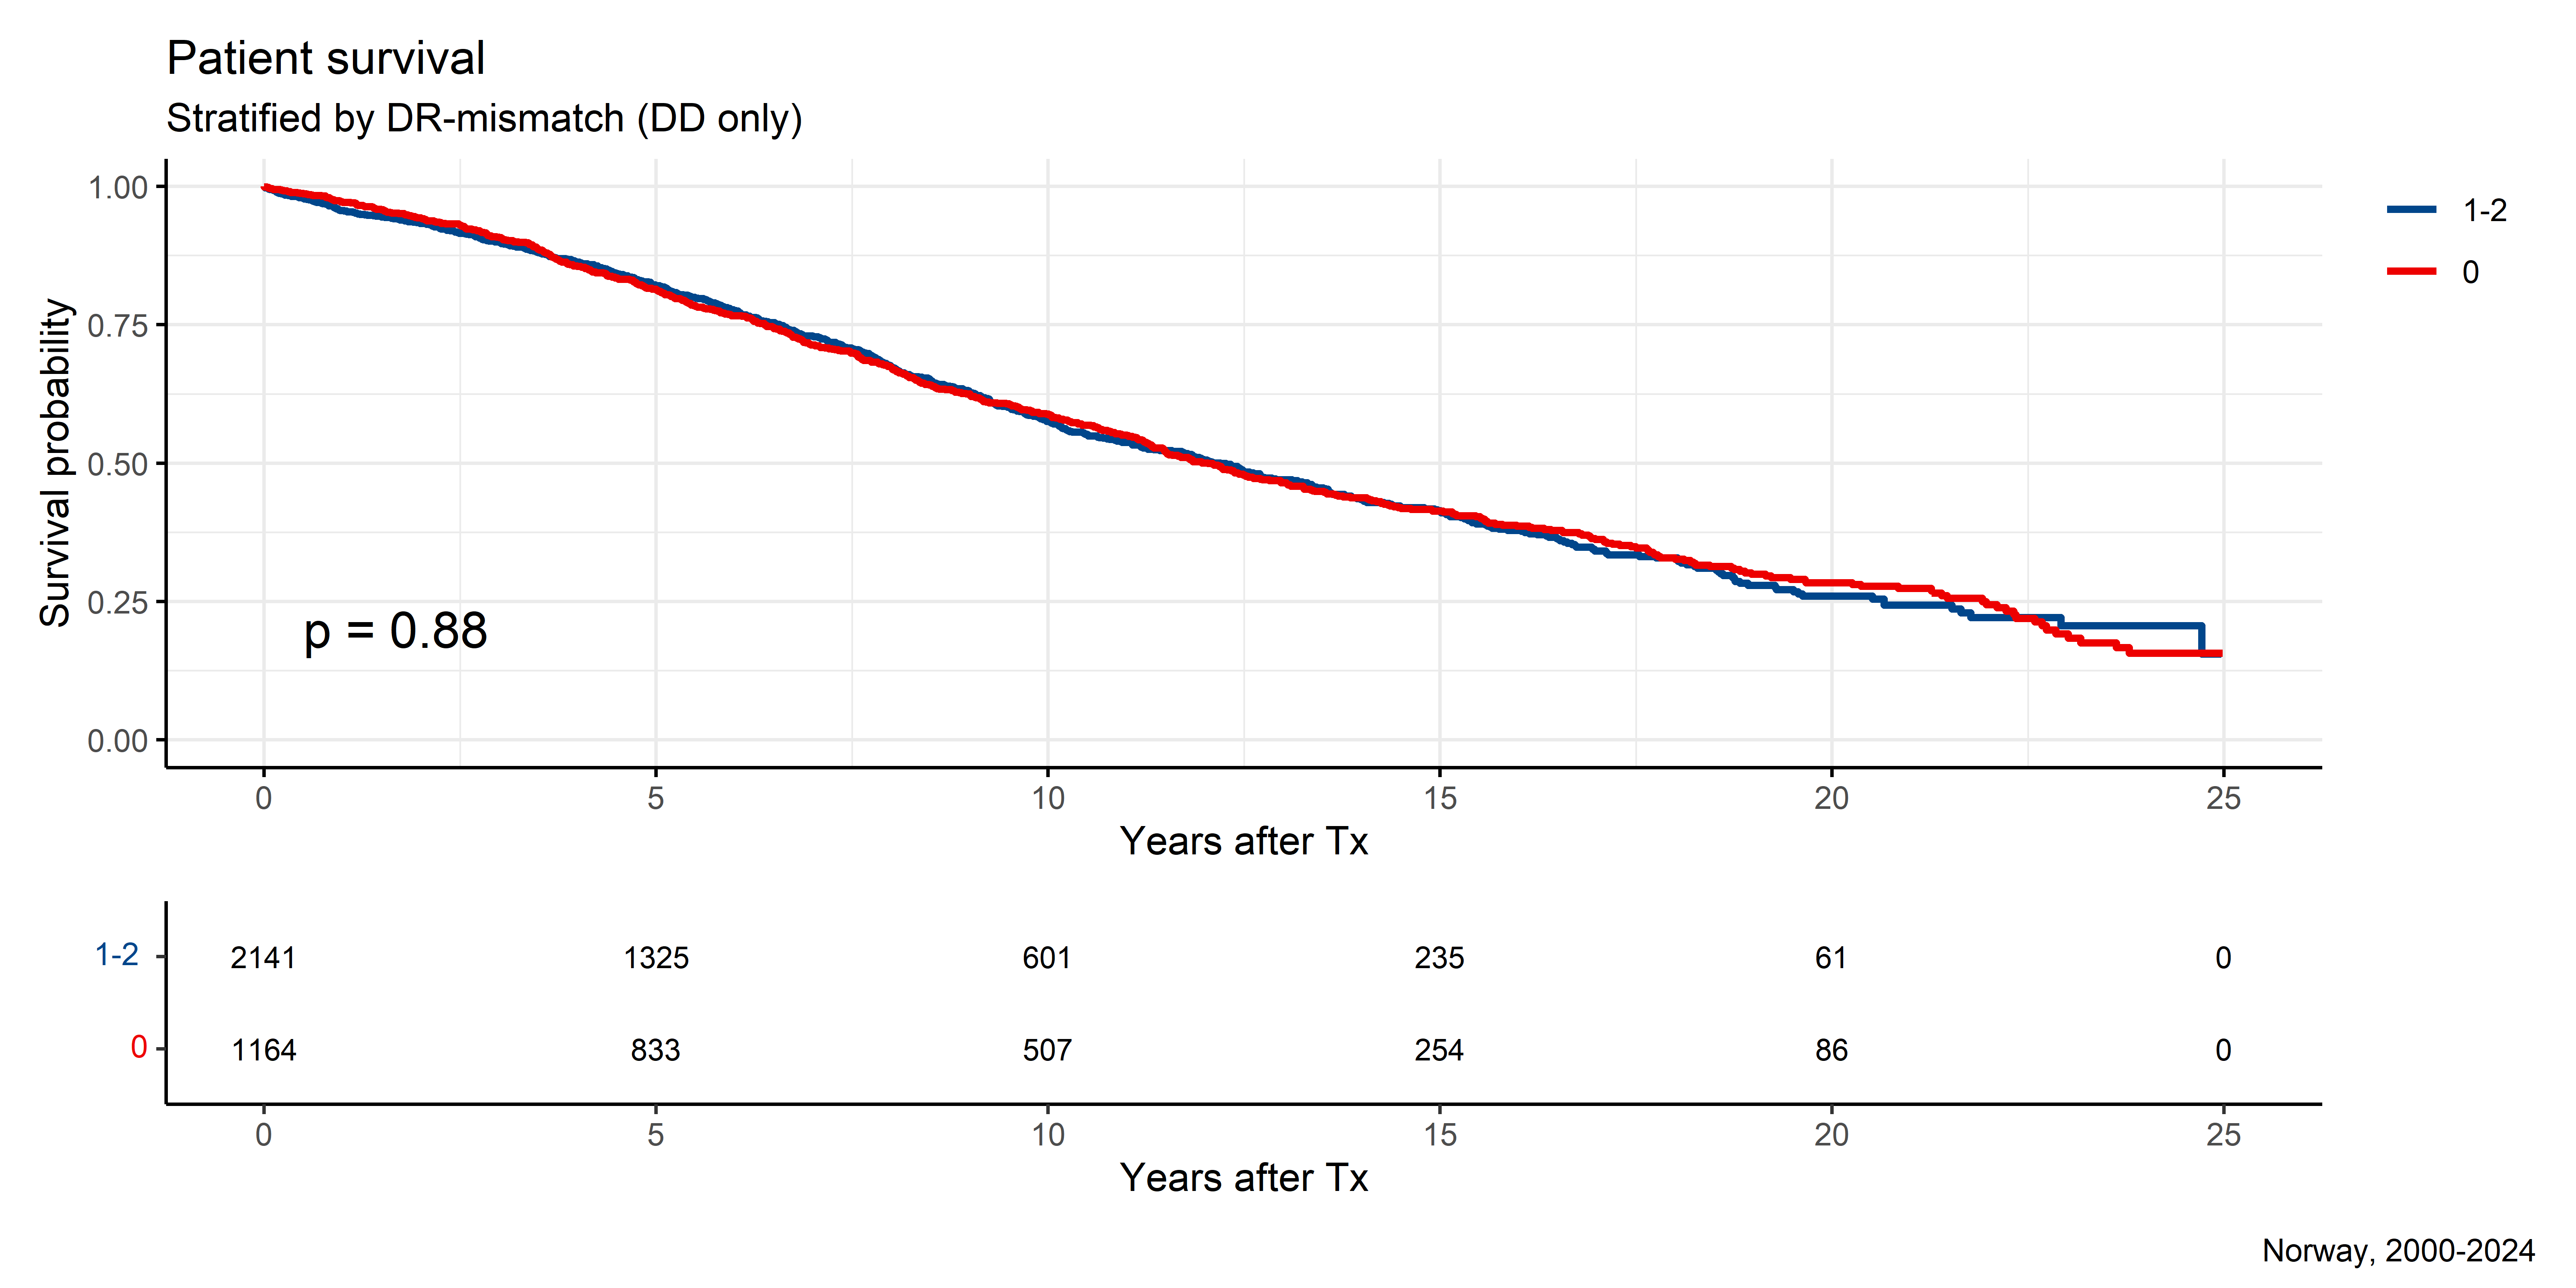 Patient survival
Stratified by DR-mismatch (DD only)
1.00
0.75
0.50
0.25
0.00
Survival probability
p = 0.88
1-2
0
0 5 10 15 20 25
Years after Tx
1-2 2141 1325 601 235 61 0
0 1164 833 507 254 86 0
0 5 10 15 20 25
Years after Tx
Norway, 2000-2024